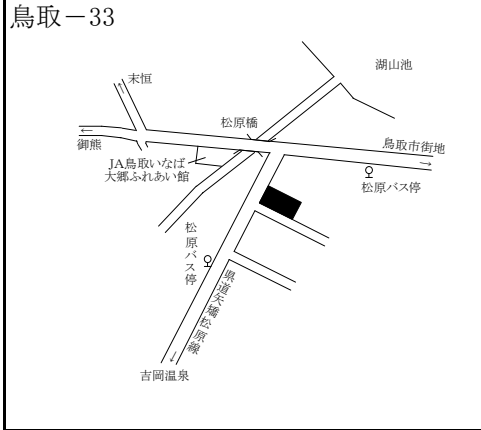 鳥取－33
湖山池
末恒
松原橋
御熊
鳥取市街地
JA鳥取いなば
大郷ふれあい館
松原バス停
松原バス停
県道矢矯松原線
吉岡温泉